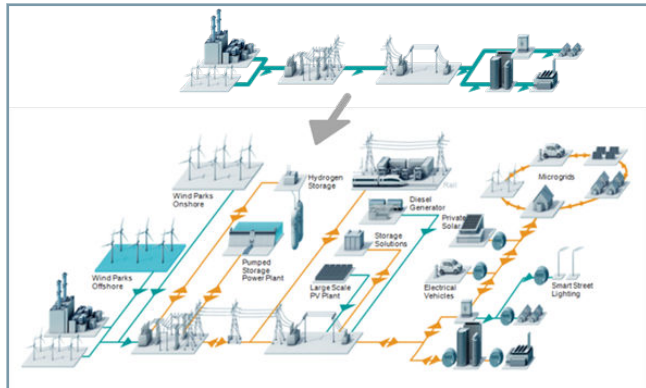 Hydrogen
Storage
Rail
Microgrids
Wind Parks
Onshore
Diesel
Generator
Private
Solar
Storage
Solutions
Wind Parks
Offshore
Pumped
Storage
Power Plant
Large Scale
PV Plant
Electrical
Vehicles
Smart Street
Lighting